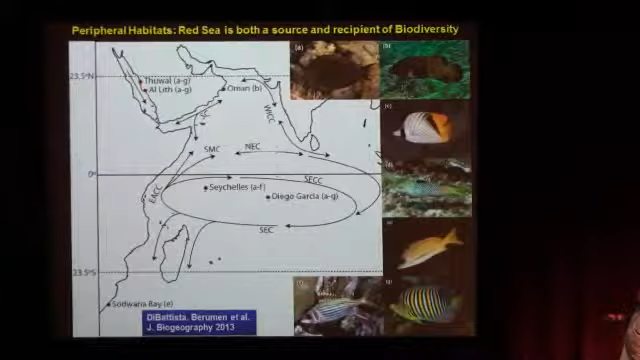 Peripheral Habitats: Red Sea is both a source and recipient of Biodiversity
23.5°N
Thuwal (a-g)
Al Lith (a-g)
Oman (b)
WICC
SC
SMC
NEC
0°
SECC
EACC
Seychelles (a-f)
Diego Garcia (a-g)
SEC
23.5°S
Sodwana Bay (e)
DiBattista, Berumen et al.
J. Biogeography 2013
(a)
(b)
(c)
(d)
(g)